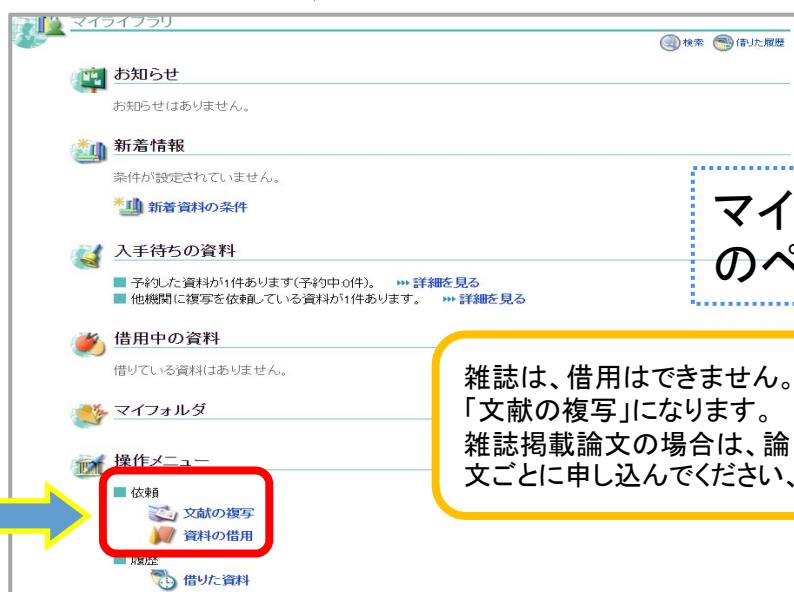 マイライブラリ
検索 借りた履歴
お知らせ
お知らせはありません。
新着情報
条件が設定されていません。
新着資料の条件
マイ
のペ
入手待ちの資料
予約した資料が1件あります(予約中:0件)。 詳細を見る
他機関に複写を依頼している資料が1件あります。 詳細を見る
借用中の資料
借りている資料はありません。
雑誌は、借用はできません。
「文献の複写」になります。
雑誌掲載論文の場合は、論
文ごとに申し込んでください、
マイフォルダ
操作メニュー
依頼
文献の複写
資料の借用
履歴
借りた資料